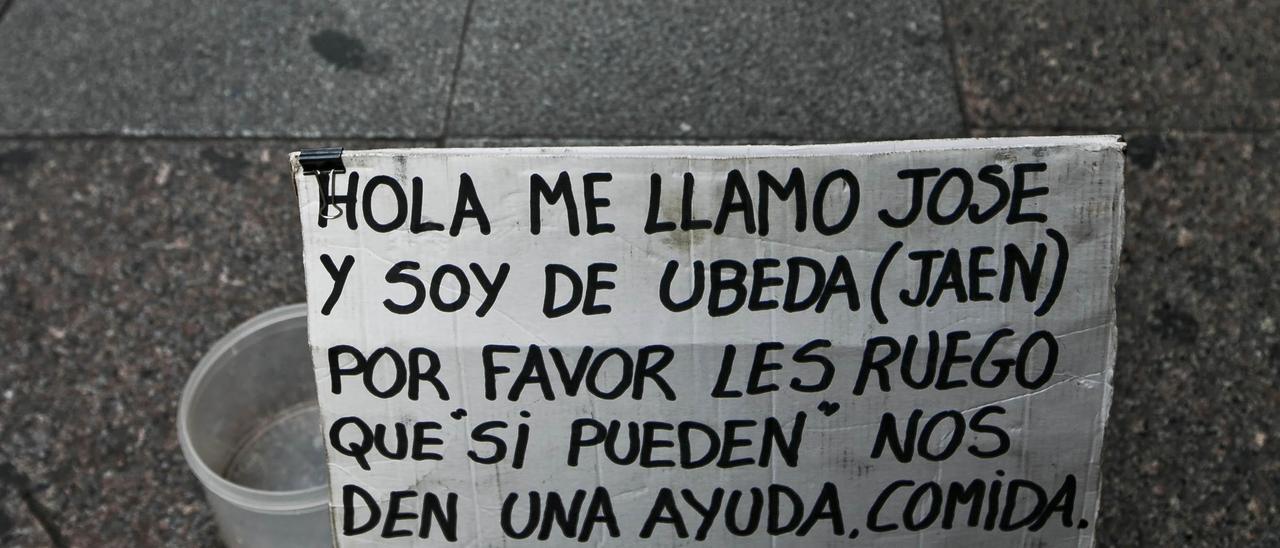 HOLA ME LLAMO JOSE
Y SOY DE UBEDA (JAEN)
POR FAVOR LES RUEGO
QUE "Si PUEDEN" NOS
DEN UNA AYUDA. COMiDA.